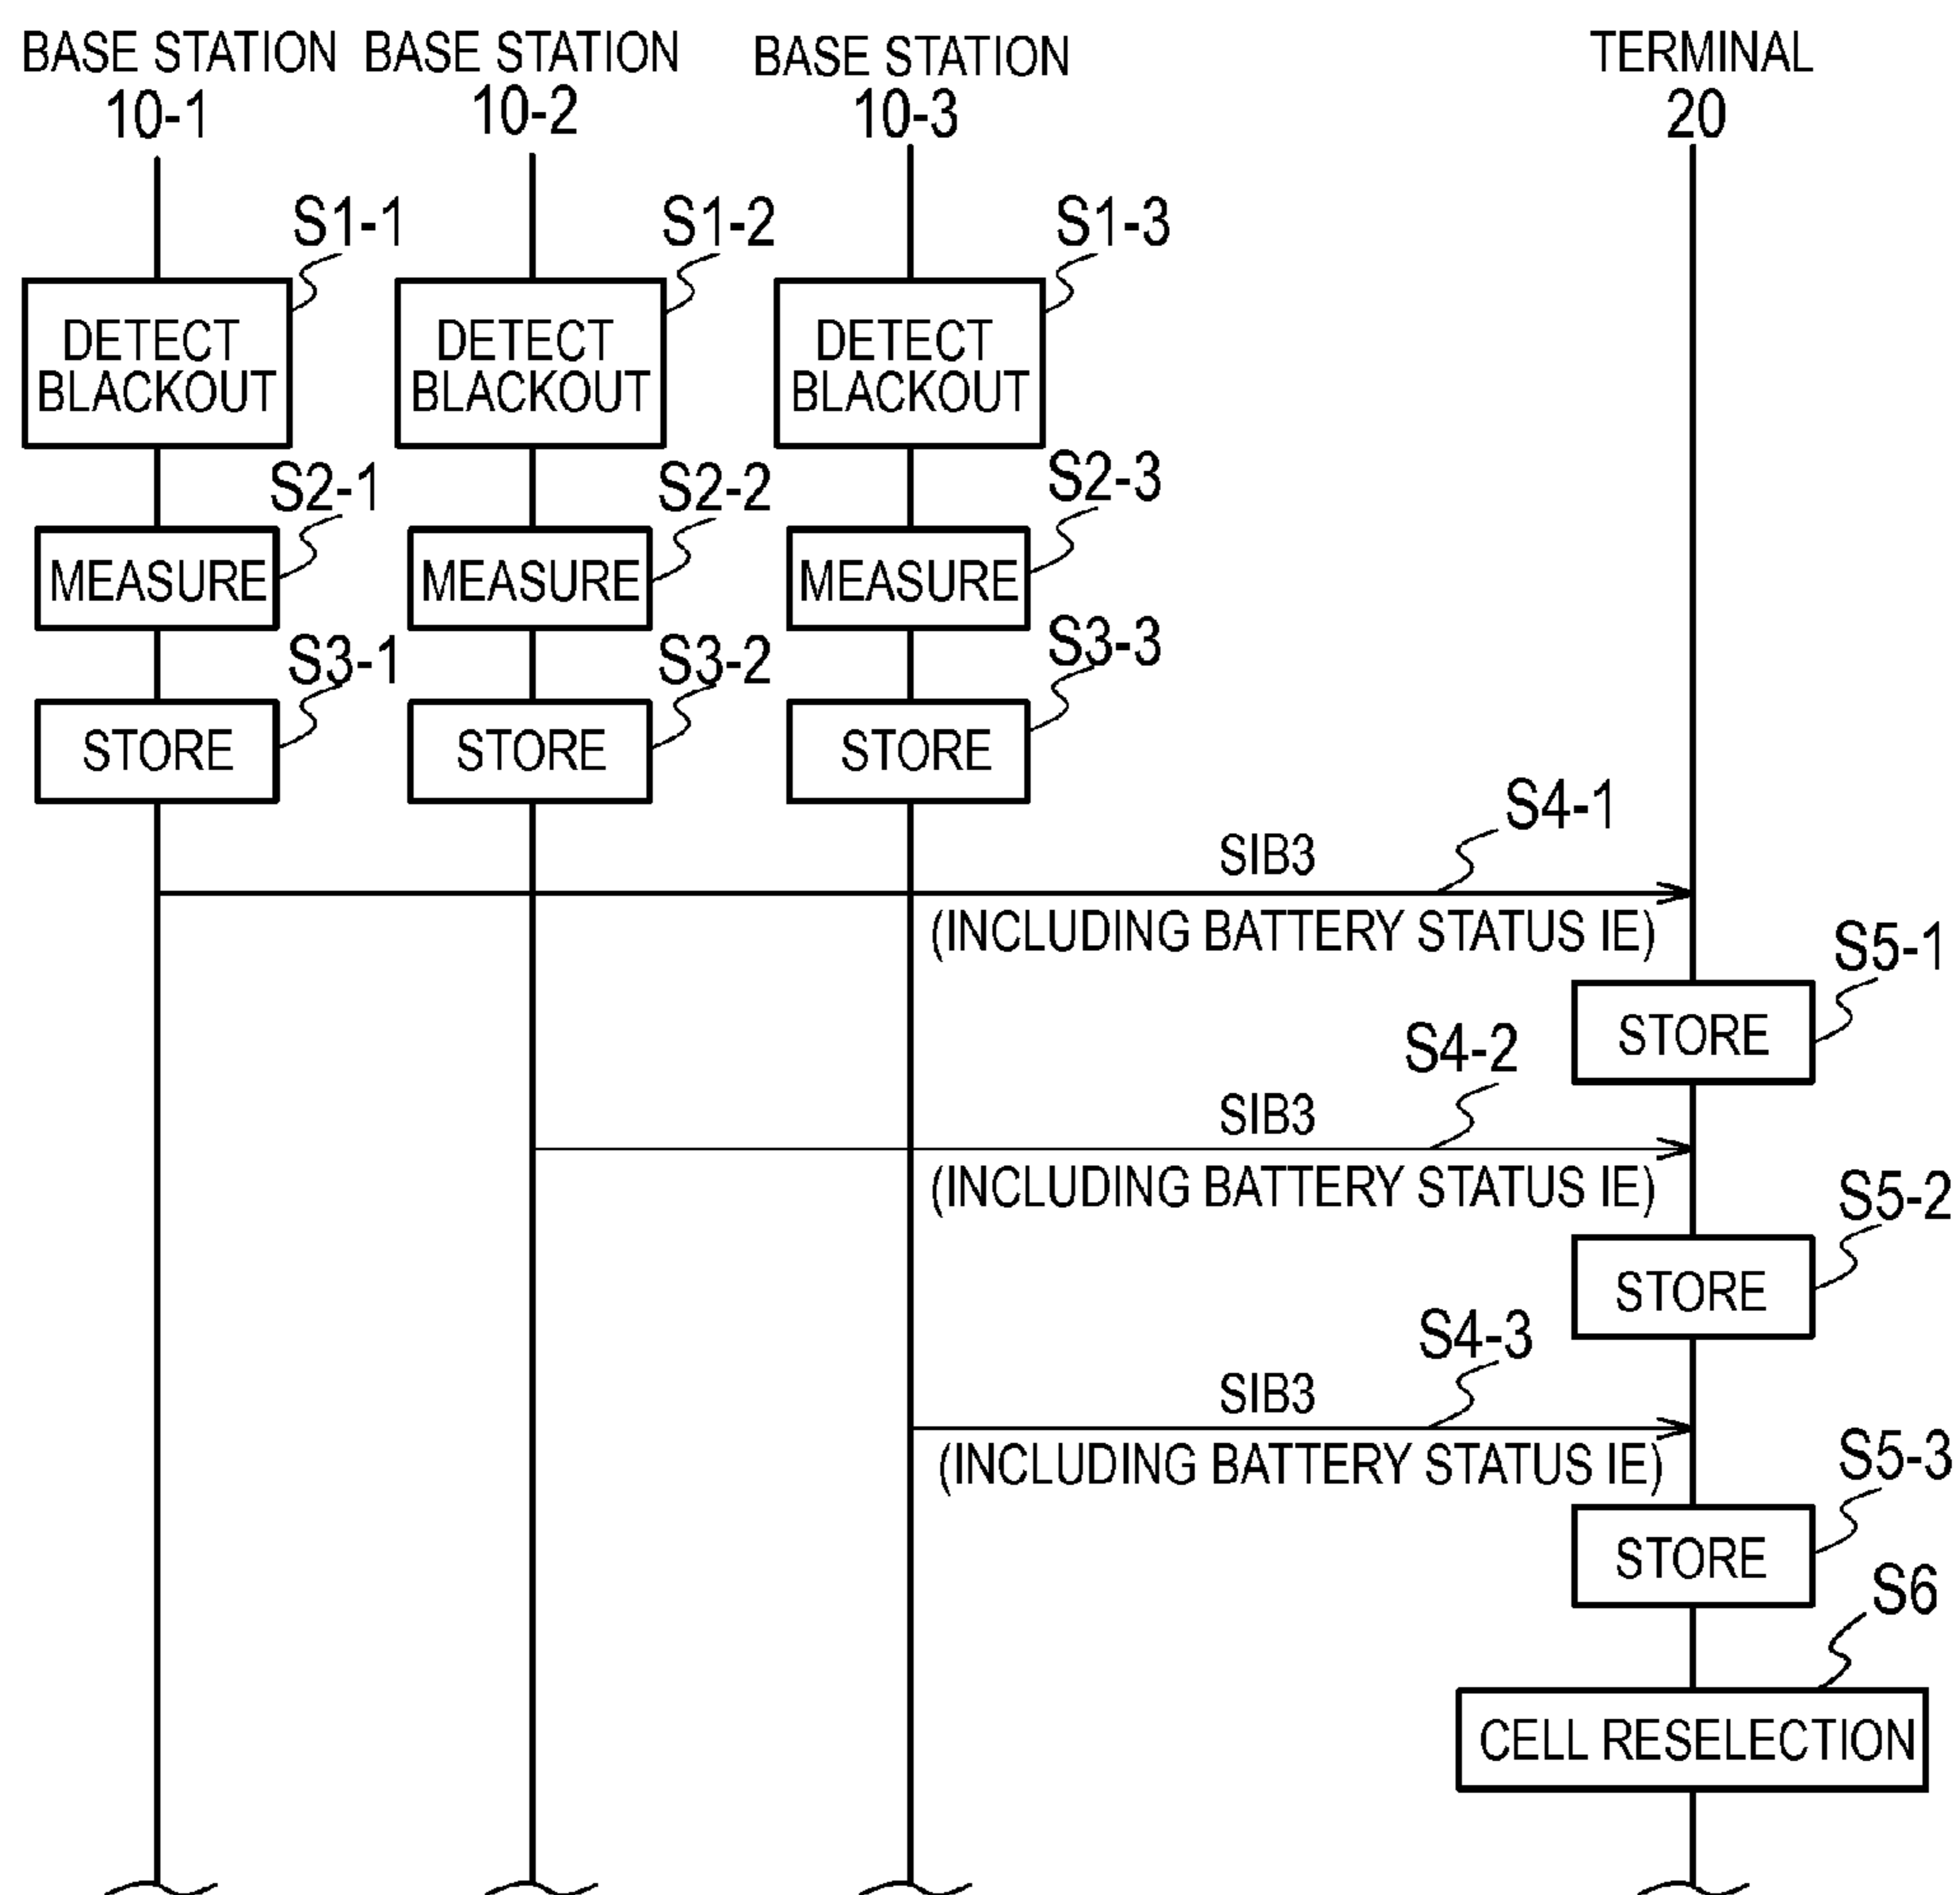 BASE STATION BASE STATION BASE STATION TERMINAL
10-1 10-2 10-3 20
S1-1 S1-2 S1-3
DETECT DETECT DETECT
BLACKOUT BLACKOUT BLACKOUT
S2-1 S2-2 S2-3
MEASURE MEASURE MEASURE
S3-1 S3-2 S3-3
STORE STORE STORE
S4-1
SIB3
(INCLUDING BATTERY STATUS IE)
S5-1
STORE
S4-2
SIB3
(INCLUDING BATTERY STATUS IE)
S5-2
STORE
S4-3
SIB3
(INCLUDING BATTERY STATUS IE)
S5-3
STORE
S6
CELL RESELECTION